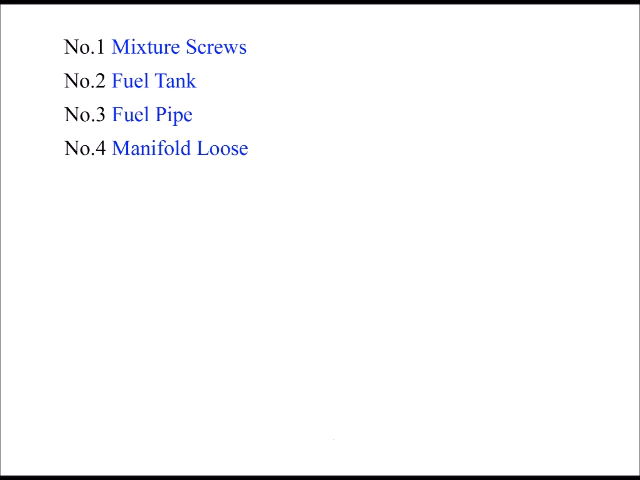 No.1 Mixture Screws
No.2 Fuel Tank
No.3 Fuel Pipe
No.4 Manifold Loose